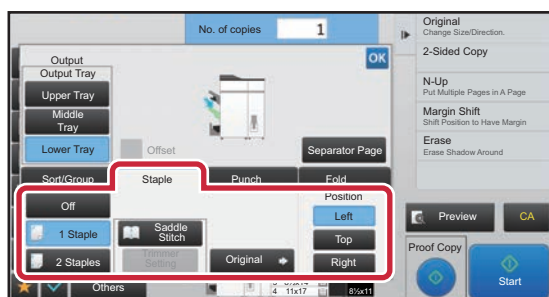 No. of copies
1
OK
Output
Output Tray
Upper Tray
Middle
Tray
Lower Tray
Offset
Separator Page
Sort/Group
Staple
Punch
Fold
Off
1 Staple
2 Staples
Saddle
Stitch
Trimmer
Setting
Original
Position
Left
Top
Right
Others
4 11x17
8½x11
Original
Change Size/Direction.
2-Sided Copy
N-Up
Put Multiple Pages in A Page
Margin Shift
Shift Position to Have Margin
Erase
Erase Shadow Around
Preview
CA
Proof Copy
Start